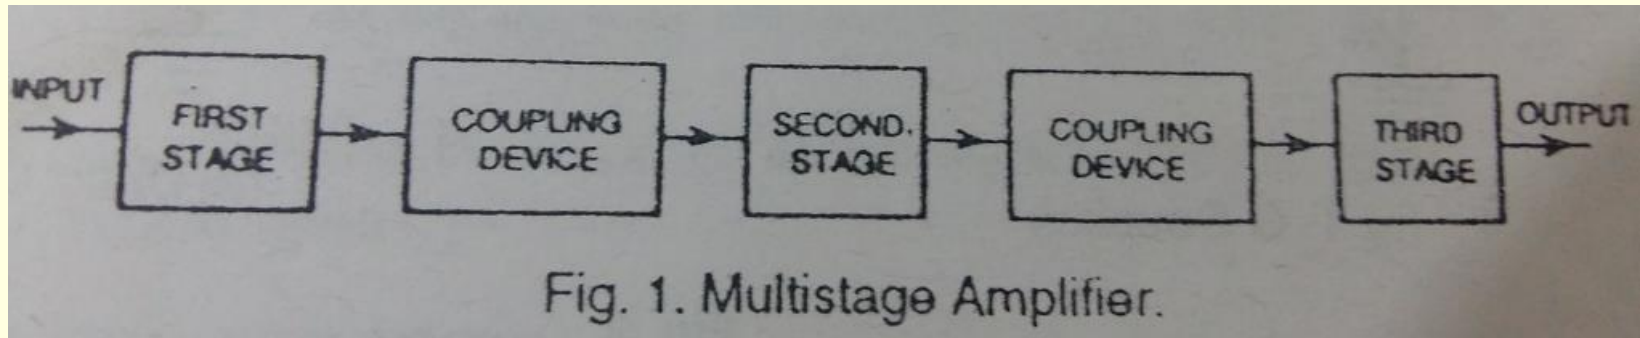 INPUT
FIRST
STAGE
COUPLING
DEVICE
SECOND.
STAGE
COUPLING
DEVICE
THIRD
STAGE
OUTPUT
Fig. 1. Multistage Amplifier.